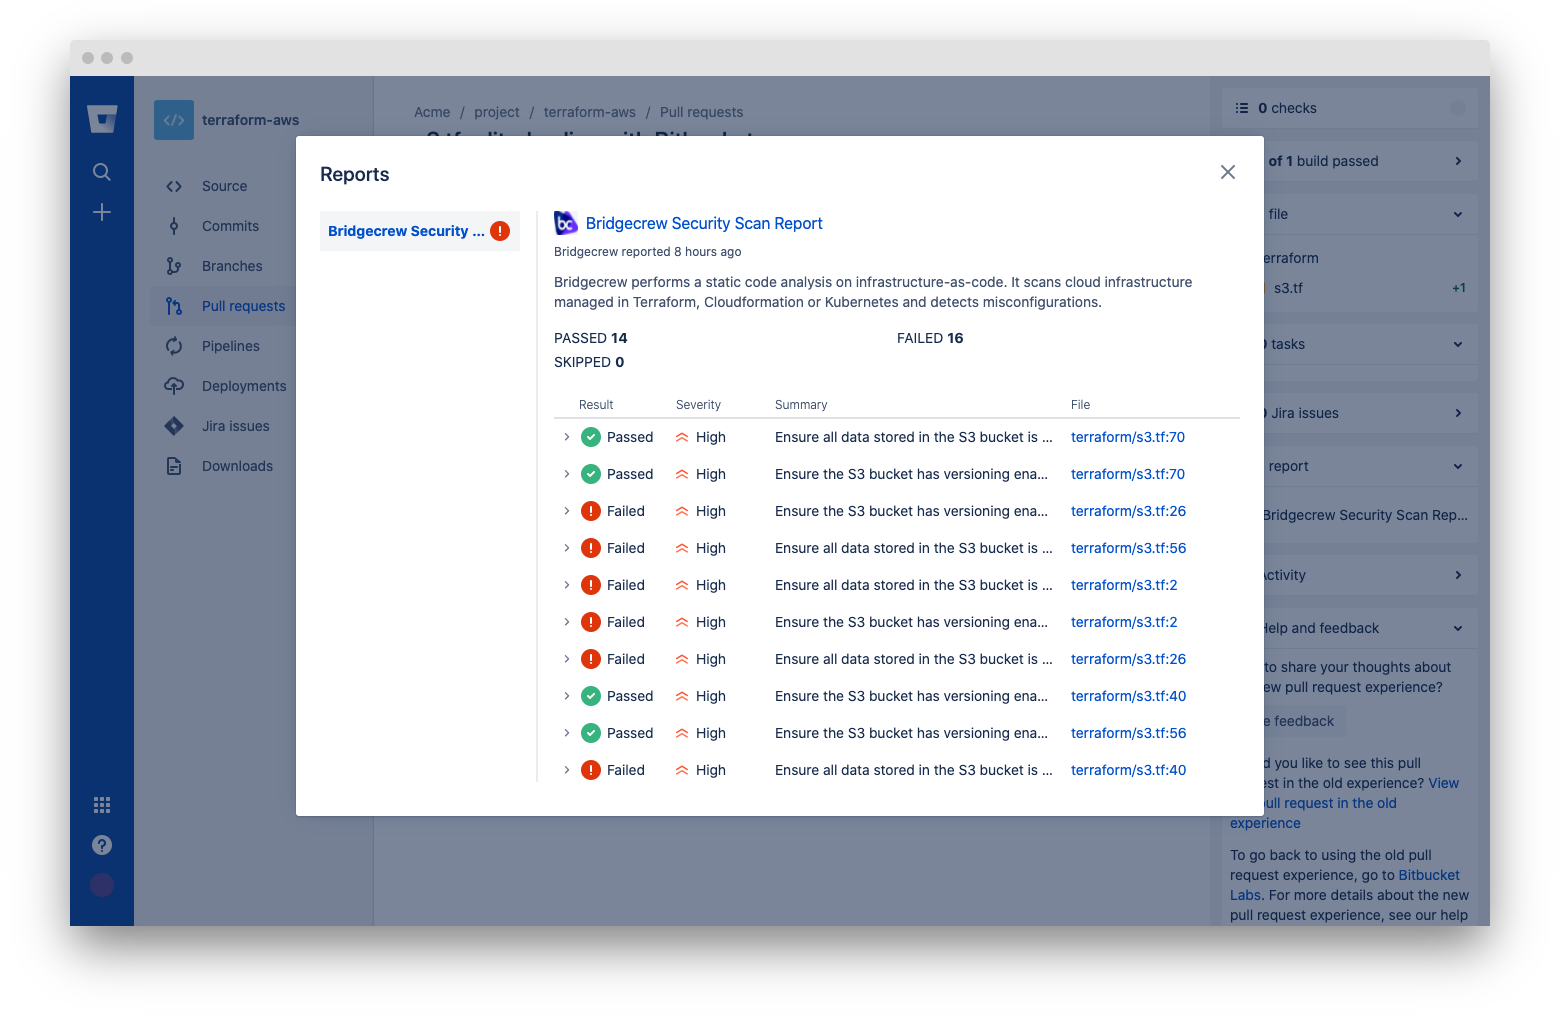 terraform-aws
Source
Commits
Branches
Pull requests
Pipelines
Deployments
Jira issues
Downloads
Acme / project / terraform-aws / Pull requests
Reports
Bridgecrew Security ...
bc Bridgecrew Security Scan Report
Bridgecrew reported 8 hours ago
Bridgecrew performs a static code analysis on infrastructure-as-code. It scans cloud infrastructure
managed in Terraform, Cloudformation or Kubernetes and detects misconfigurations.
PASSED 14 FAILED 16
SKIPPED 0
Result Severity Summary File
Passed High Ensure all data stored in the S3 bucket is ... terraform/s3.tf:70
Passed High Ensure the S3 bucket has versioning ena... terraform/s3.tf:70
Failed High Ensure the S3 bucket has versioning ena... terraform/s3.tf:26
Failed High Ensure all data stored in the S3 bucket is ... terraform/s3.tf:56
Failed High Ensure all data stored in the S3 bucket is ... terraform/s3.tf:2
Failed High Ensure the S3 bucket has versioning ena... terraform/s3.tf:2
Failed High Ensure all data stored in the S3 bucket is ... terraform/s3.tf:26
Passed High Ensure the S3 bucket has versioning ena... terraform/s3.tf:40
Passed High Ensure the S3 bucket has versioning ena... terraform/s3.tf:56
Failed High Ensure all data stored in the S3 bucket is ... terraform/s3.tf:40
0 checks
of 1 build passed
file
erraform
s3.tf +1
tasks
Jira issues
report
Bridgecrew Security Scan Rep...
ctivity
Help and feedback
to share your thoughts about
ew pull request experience?
e feedback
d you like to see this pull
est in the old experience? View
pull request in the old
experience
To go back to using the old pull
request experience, go to Bitbucket
Labs. For more details about the new
pull request experience, see our help